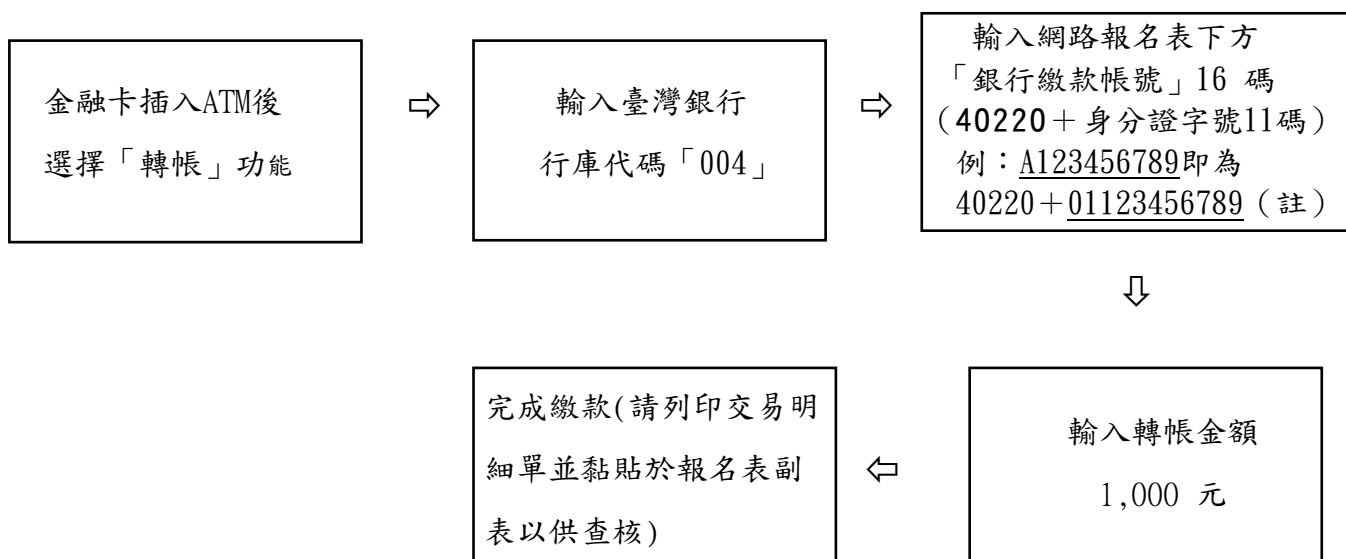 金融卡插入ATM後
選擇「轉帳」功能
⇨
輸入臺灣銀行
行庫代碼「004」
⇨
輸入網路報名表下方
「銀行繳款帳號」16 碼
（40220＋身分證字號11碼）
例：A123456789即為
40220＋01123456789（註）
⇩
輸入轉帳金額
1,000 元
⇦
完成繳款(請列印交易明
細單並黏貼於報名表副
表以供查核)